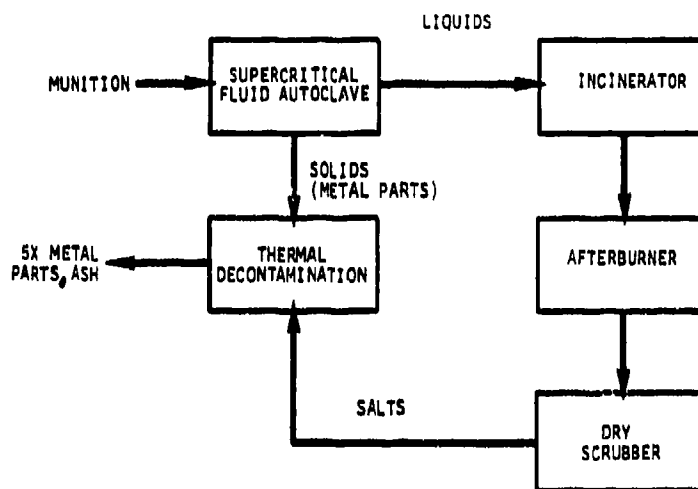 LIQUIDS
MUNITION
SUPERCRITICAL
FLUID AUTOCLAVE
INCINERATOR
SOLIDS
(METAL PARTS)
THERMAL
DECONTAMINATION
5X METAL
PARTS, ASH
AFTERBURNER
SALTS
DRY
SCRUBBER